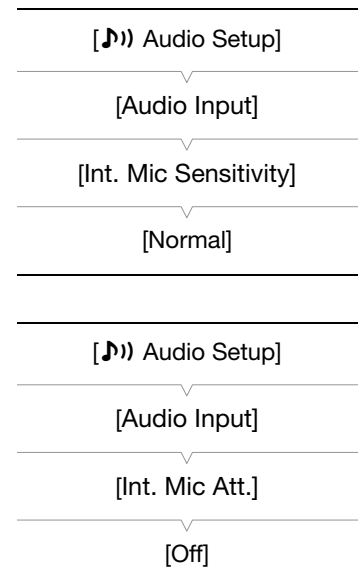 [♪)) Audio Setup]
[Audio Input]
[Int. Mic Sensitivity]
[Normal]
[♪)) Audio Setup]
[Audio Input]
[Int. Mic Att.]
[Off]